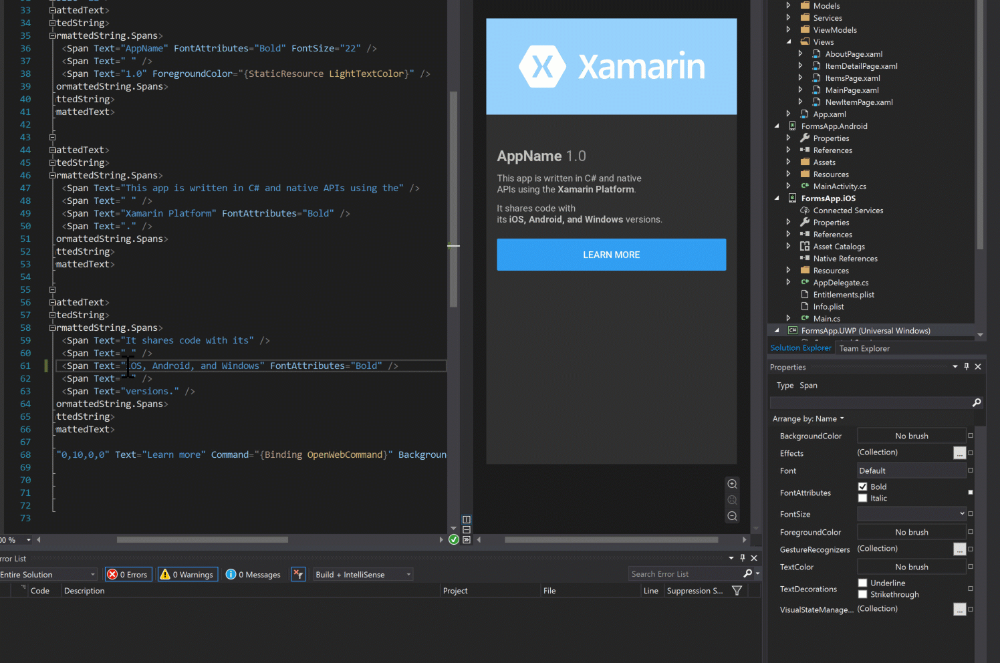 33 attedText>
34 tedString>
35 rmattedString.Spans>
36 <Span Text="AppName" FontAttributes="Bold" FontSize="22" />
37 <Span Text=" " />
38 <Span Text="1.0" ForegroundColor="{StaticResource LightTextColor}" />
39 ormattedString.Spans>
40 ttedString>
41 mattedText>
42
43
44 attedText>
45 tedString>
46 rmattedString.Spans>
47 <Span Text="This app is written in C# and native APIs using the" />
48 <Span Text=" " />
49 <Span Text="Xamarin Platform" FontAttributes="Bold" />
50 <Span Text="." />
51 ormattedString.Spans>
52 ttedString>
53 mattedText>
54
55
56 attedText>
57 tedString>
58 rmattedString.Spans>
59 <Span Text="It shares code with its" />
60 <Span Text=" " />
61 <Span Text="iOS, Android, and Windows" FontAttributes="Bold" />
62 <Span Text=" " />
63 <Span Text="versions." />
64 ormattedString.Spans>
65 ttedString>
66 mattedText>
67
68 "0,10,0,0" Text="Learn more" Command="{Binding OpenWebCommand}" Backgroun
69
70
71
72
73
00 %
Xamarin
AppName 1.0
This app is written in C# and native
APIs using the Xamarin Platform.
It shares code with
its iOS, Android, and Windows versions.
LEARN MORE
Models
Services
ViewModels
Views
AboutPage.xaml
ItemDetailPage.xaml
ItemsPage.xaml
MainPage.xaml
NewItemPage.xaml
App.xaml
FormsApp.Android
Properties
References
Assets
Resources
C# MainActivity.cs
FormsApp.iOS
Connected Services
Properties
References
Asset Catalogs
Native References
Resources
C# AppDelegate.cs
Entitlements.plist
Info.plist
C# Main.cs
C# FormsApp.UWP (Universal Windows)
Solution Explorer Team Explorer
Properties
Type Span
Arrange by: Name
BackgroundColor No brush
Effects (Collection) ...
Font Default
FontAttributes Bold
Italic
FontSize
ForegroundColor No brush
GestureRecognizers (Collection) ...
TextColor No brush
TextDecorations Underline
Strikethrough
VisualStateManage... (Collection) ...
rror List
Entire Solution 0 Errors 0 Warnings 0 Messages Build + IntelliSense Search Error List
Code Description Project File Line Suppression S...